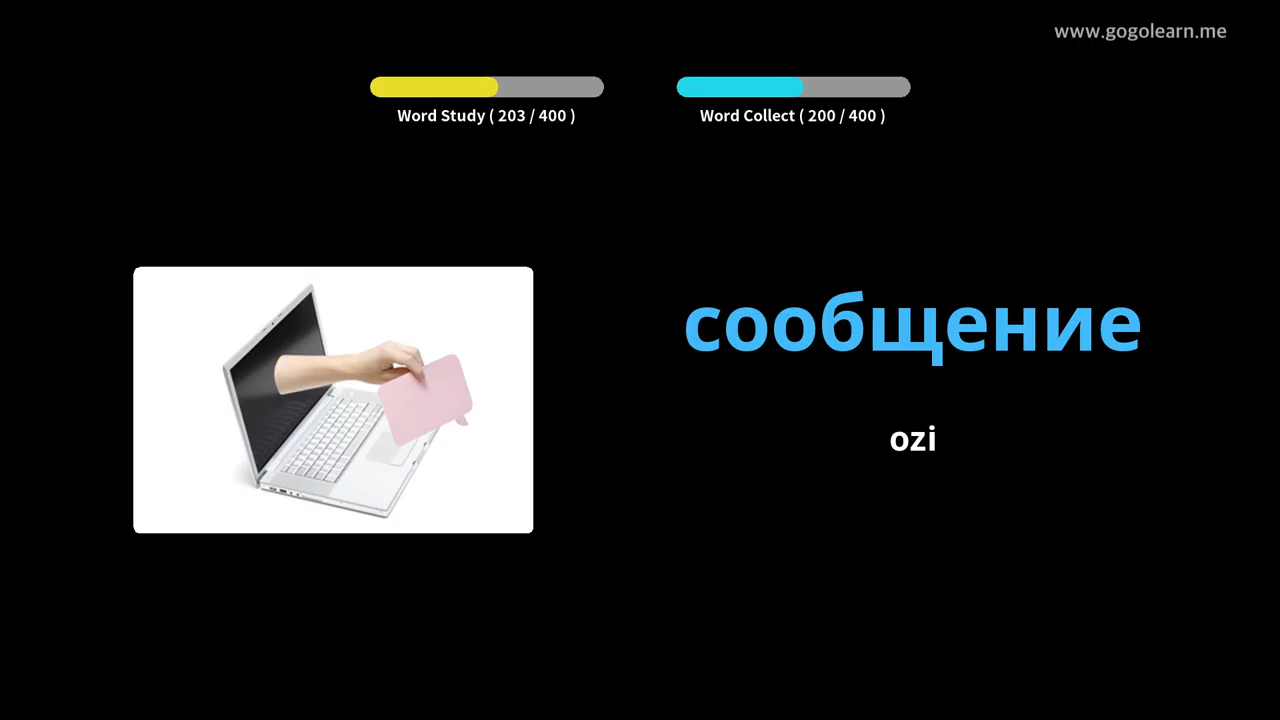 www.gogolearn.me
Word Study ( 203 / 400 )
Word Collect ( 200 / 400 )
сообщение
ozi